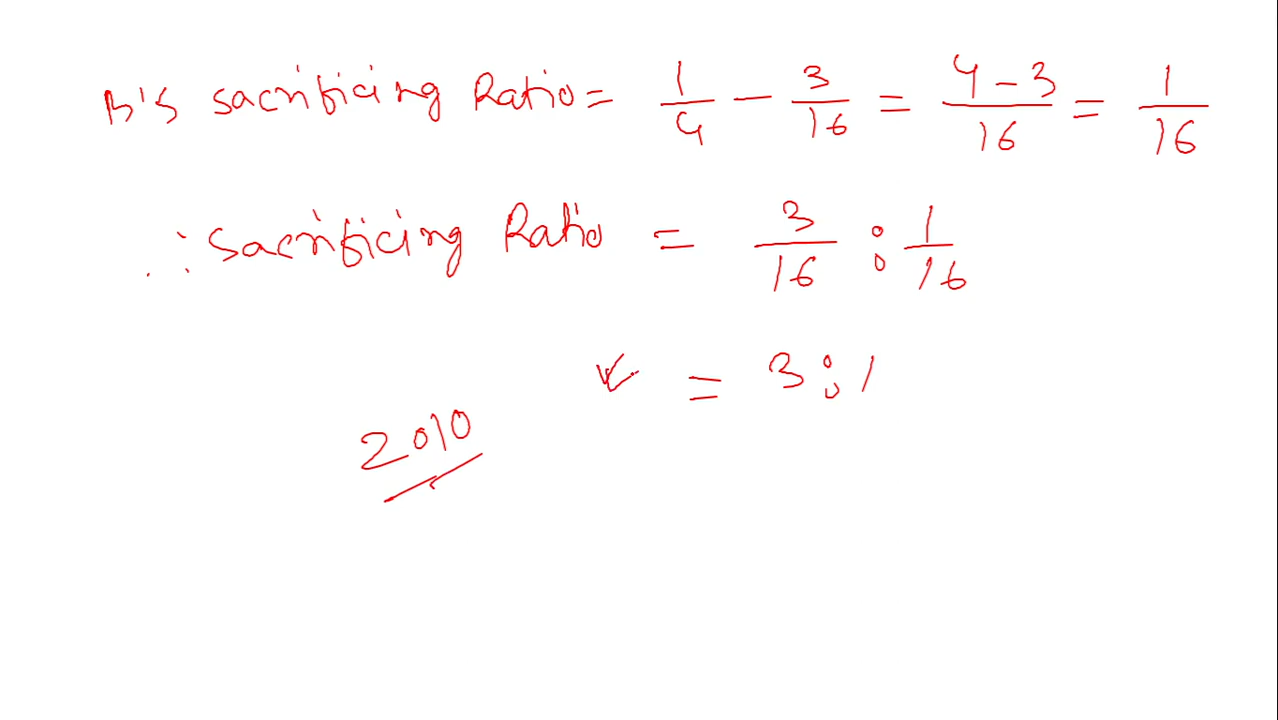 B's sacrificing Ratio = 1/4 - 3/16 = 4-3/16 = 1/16
∴ Sacrificing Ratio = 3/16 : 1/16
= 3:1
2010